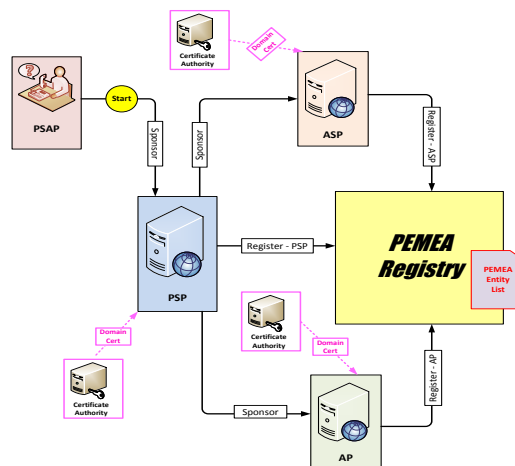 Certificate
Authority
Domain
Cert
PSAP
Start
Sponsor
Sponsor
ASP
Register - ASP
PSP
Register - PSP
PEMEA
Registry
PEMEA
Entity
List
Domain
Cert
Certificate
Authority
Certificate
Authority
Domain
Cert
Sponsor
AP
Register - AP